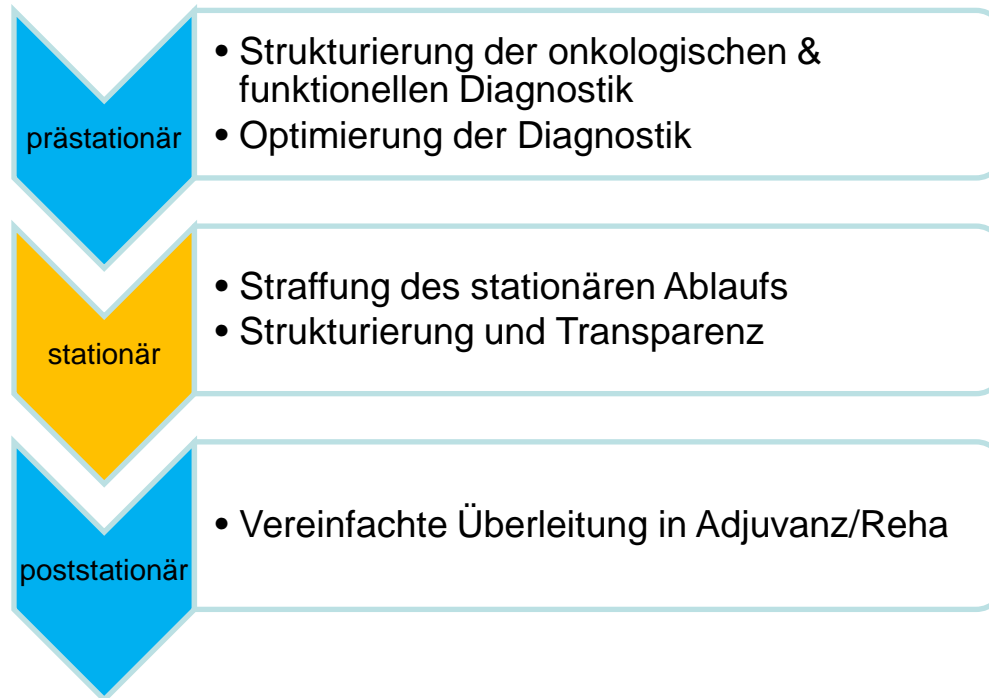 prästationär
• Strukturierung der onkologischen &
funktionellen Diagnostik
• Optimierung der Diagnostik
stationär
• Straffung des stationären Ablaufs
• Strukturierung und Transparenz
poststationär
• Vereinfachte Überleitung in Adjuvanz/Reha